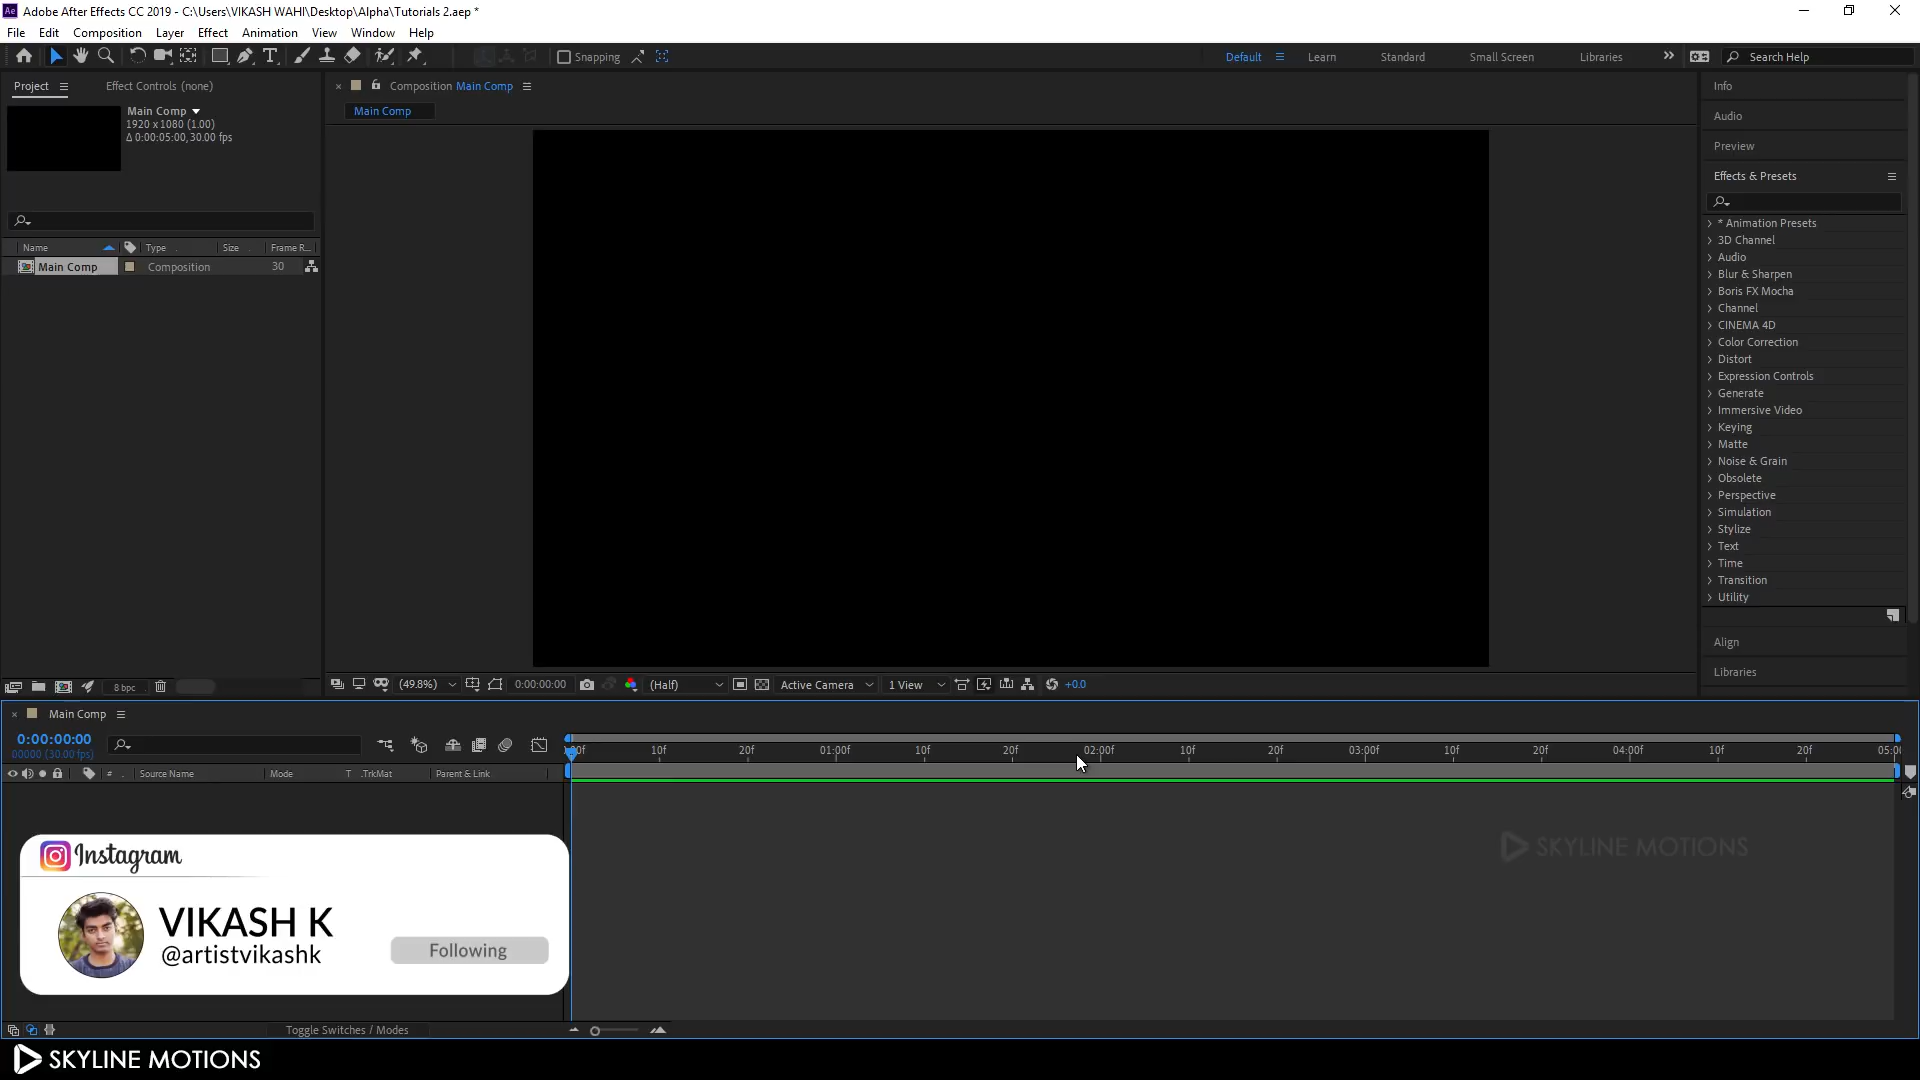 Adobe After Effects CC 2019 - C:\Users\VIKASH WAHI\Desktop\Alpha\Tutorials 2.aep *
File Edit Composition Layer Effect Animation View Window Help
Snapping
Default Learn Standard Small Screen Libraries Search Help
Project Effect Controls (none)
Main Comp
1920 x 1080 (1.00)
Δ 0:00:05:00, 30.00 fps
Name Type Size Frame R...
Main Comp Composition 30
8 bpc
Composition Main Comp
Main Comp
(49.8%) 0:00:00:00 (Half) Active Camera 1 View +0.0
Info
Audio
Preview
Effects & Presets
* Animation Presets
3D Channel
Audio
Blur & Sharpen
Boris FX Mocha
Channel
CINEMA 4D
Color Correction
Distort
Expression Controls
Generate
Immersive Video
Keying
Matte
Noise & Grain
Obsolete
Perspective
Simulation
Stylize
Text
Time
Transition
Utility
Align
Libraries
Main Comp
0:00:00:00
00000 (30.00 fps)
10f 20f 01:00f 10f 20f 02:00f 10f 20f 03:00f 10f 20f 04:00f 10f 20f
# Source Name Mode T .TrkMat Parent & Link
Instagram
VIKASH K
@artistvikashk
Following
SKYLINE MOTIONS
Toggle Switches / Modes
SKYLINE MOTIONS